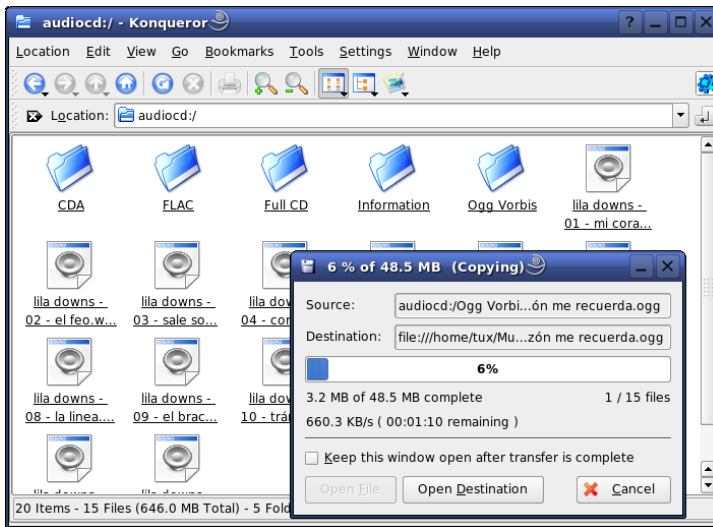 audiocd:/ - Konqueror
Location Edit View Go Bookmarks Tools Settings Window Help
Location: audiocd:/
CDA FLAC Full CD Information Ogg Vorbis lila downs -
01 - mi cora...
lila downs - lila downs - lila dow
02 - el feo.w... 03 - sale so... 04 - cor
lila downs - lila downs - lila dow
08 - la linea.... 09 - el brac... 10 - trán
20 Items - 15 Files (646.0 MB Total) - 5 Fold
6 % of 48.5 MB (Copying)
Source: audiocd:/Ogg Vorbi...ón me recuerda.ogg
Destination: file:///home/tux/Mu...zón me recuerda.ogg
6%
3.2 MB of 48.5 MB complete 1 / 15 files
660.3 KB/s ( 00:01:10 remaining )
Keep this window open after transfer is complete
Open File Open Destination Cancel